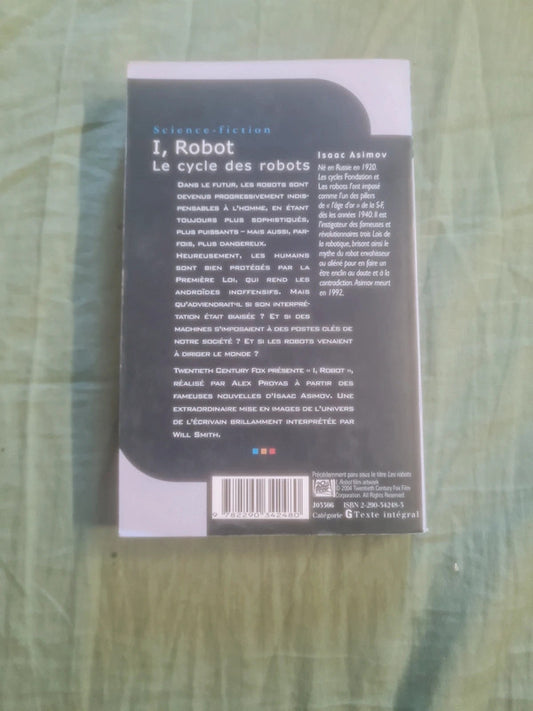 Science-fiction
I, Robot
Le cycle des robots
Dans le futur, les robots sont
devenus progressivement indis-
pensables à l'homme, en étant
toujours plus sophistiqués,
plus puissants – mais aussi, par-
fois, plus dangereux.
Heureusement, les humains
sont bien protégés par la
Première Loi, qui rend les
androïdes inoffensifs. Mais
qu'adviendrait-il si son interpré-
tation était biaisée ? Et si des
machines s'imposaient à des postes clés de
notre société ? Et si les robots venaient
à diriger le monde ?
Twentieth Century Fox présente « I, Robot »,
réalisé par Alex Proyas à partir des
fameuses nouvelles d'Isaac Asimov. Une
extraordinaire mise en images de l'univers
de l'écrivain brillamment interprétée par
Will Smith.
Isaac Asimov
Né en Russie en 1920.
Les cycles Fondation et
Les robots l'ont imposé
comme l'un des piliers
de « l'âge d'or » de la S-F,
dès les années 1940. Il est
l'instigateur des fameuses et
révolutionnaires trois Lois de
la robotique, brisant ainsi le
mythe du robot envahisseur
ou aliéné pour en faire un
être enclin au doute et à la
contradiction. Asimov meurt
en 1992.
Précédemment paru sous le titre Les robots
I, Robot film artwork
© 2004 Twentieth Century Fox Film
Corporation. All Rights Reserved
J03306 ISBN 2-290-34248-3
Catégorie G Texte intégral
9 782290 342480